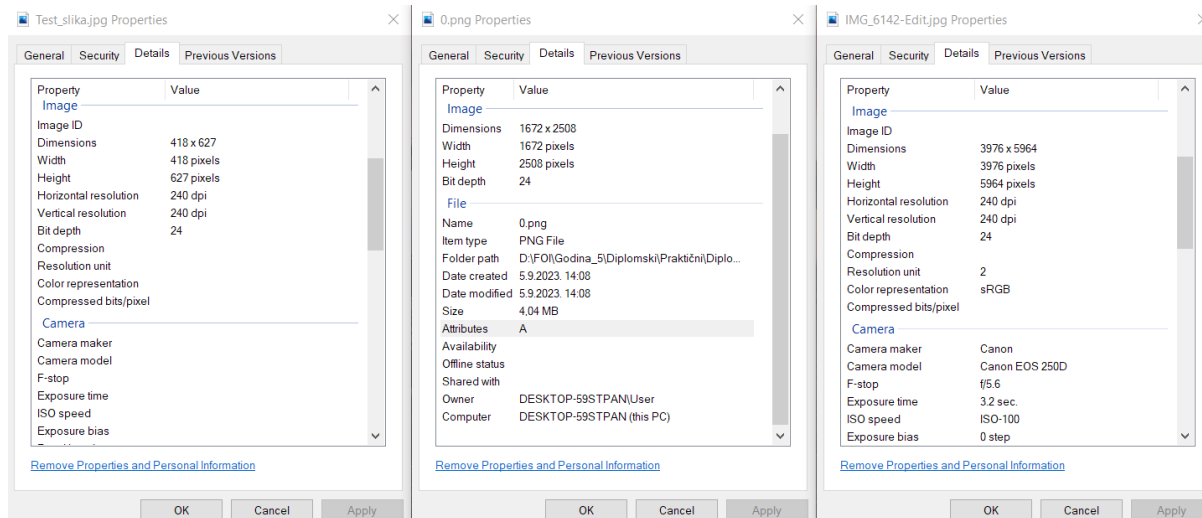 Test_slika.jpg Properties
General Security Details Previous Versions
Property Value
Image
Image ID
Dimensions 418 x 627
Width 418 pixels
Height 627 pixels
Horizontal resolution 240 dpi
Vertical resolution 240 dpi
Bit depth 24
Compression
Resolution unit
Color representation
Compressed bits/pixel
Camera
Camera maker
Camera model
F-stop
Exposure time
ISO speed
Exposure bias
Remove Properties and Personal Information
OK Cancel Apply
0.png Properties
General Security Details Previous Versions
Property Value
Image
Dimensions 1672 x 2508
Width 1672 pixels
Height 2508 pixels
Bit depth 24
File
Name 0.png
Item type PNG File
Folder path D:\FOI\Godina_5\Diplomski\Praktični\Diplo...
Date created 5.9.2023. 14:08
Date modified 5.9.2023. 14:08
Size 4,04 MB
Attributes A
Availability
Offline status
Shared with
Owner DESKTOP-59STPAN\User
Computer DESKTOP-59STPAN (this PC)
Remove Properties and Personal Information
OK Cancel Apply
IMG_6142-Edit.jpg Properties
General Security Details Previous Versions
Property Value
Image
Image ID
Dimensions 3976 x 5964
Width 3976 pixels
Height 5964 pixels
Horizontal resolution 240 dpi
Vertical resolution 240 dpi
Bit depth 24
Compression
Resolution unit 2
Color representation sRGB
Compressed bits/pixel
Camera
Camera maker Canon
Camera model Canon EOS 250D
F-stop f/5.6
Exposure time 3.2 sec.
ISO speed ISO-100
Exposure bias 0 step
Remove Properties and Personal Information
OK Cancel Apply